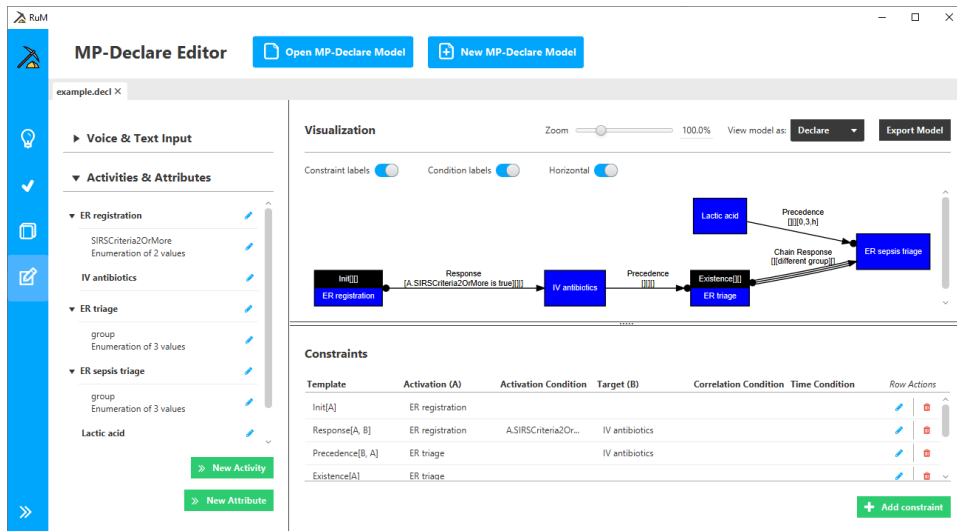 RuM
MP-Declare Editor
Open MP-Declare Model
New MP-Declare Model
example.decl
Voice & Text Input
Activities & Attributes
ER registration
SIRSCriteria2OrMore
Enumeration of 2 values
IV antibiotics
ER triage
group
Enumeration of 3 values
ER sepsis triage
group
Enumeration of 3 values
Lactic acid
New Activity
New Attribute
Visualization
Zoom 100.0% View model as: Declare Export Model
Constraint labels Condition labels Horizontal
Lactic acid
Precedence
[][][0,3,h]
Chain Response
[][different group][]
ER sepsis triage
Init[][]
ER registration
Response
[A.SIRSCriteria2OrMore is true][][]
IV antibiotics
Precedence
[][][]
Existence[][]
ER triage
Constraints
Template Activation (A) Activation Condition Target (B) Correlation Condition Time Condition Row Actions
Init[A] ER registration
Response[A, B] ER registration A.SIRSCriteria2Or... IV antibiotics
Precedence[B, A] ER triage IV antibiotics
Existence[A] ER triage
Add constraint